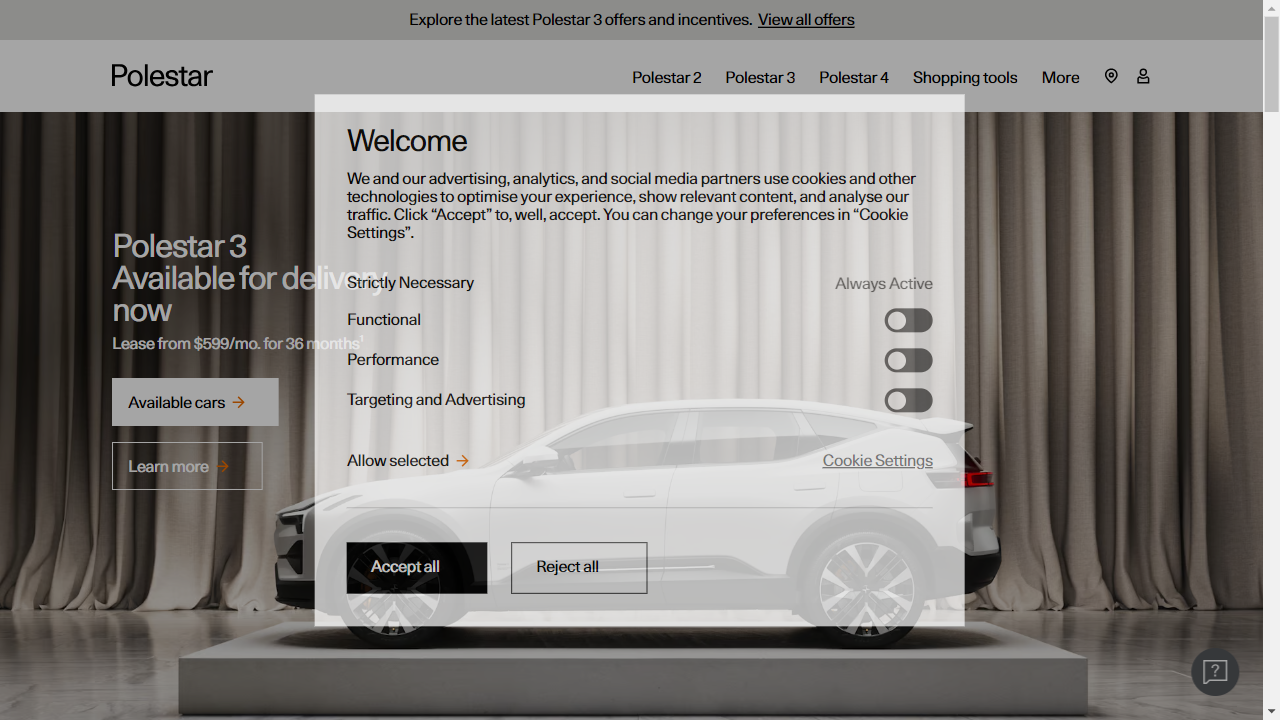 Explore the latest Polestar 3 offers and incentives. View all offers
Polestar
Polestar 2
Polestar 3
Polestar 4
Shopping tools
More
Welcome
We and our advertising, analytics, and social media partners use cookies and other
technologies to optimise your experience, show relevant content, and analyse our
traffic. Click “Accept” to, well, accept. You can change your preferences in “Cookie
Settings”.
Polestar 3
Available for delivery
now
Lease from $599/mo. for 36 months¹
Available cars
Learn more
Strictly Necessary
Always Active
Functional
Performance
Targeting and Advertising
Allow selected
Cookie Settings
Accept all
Reject all